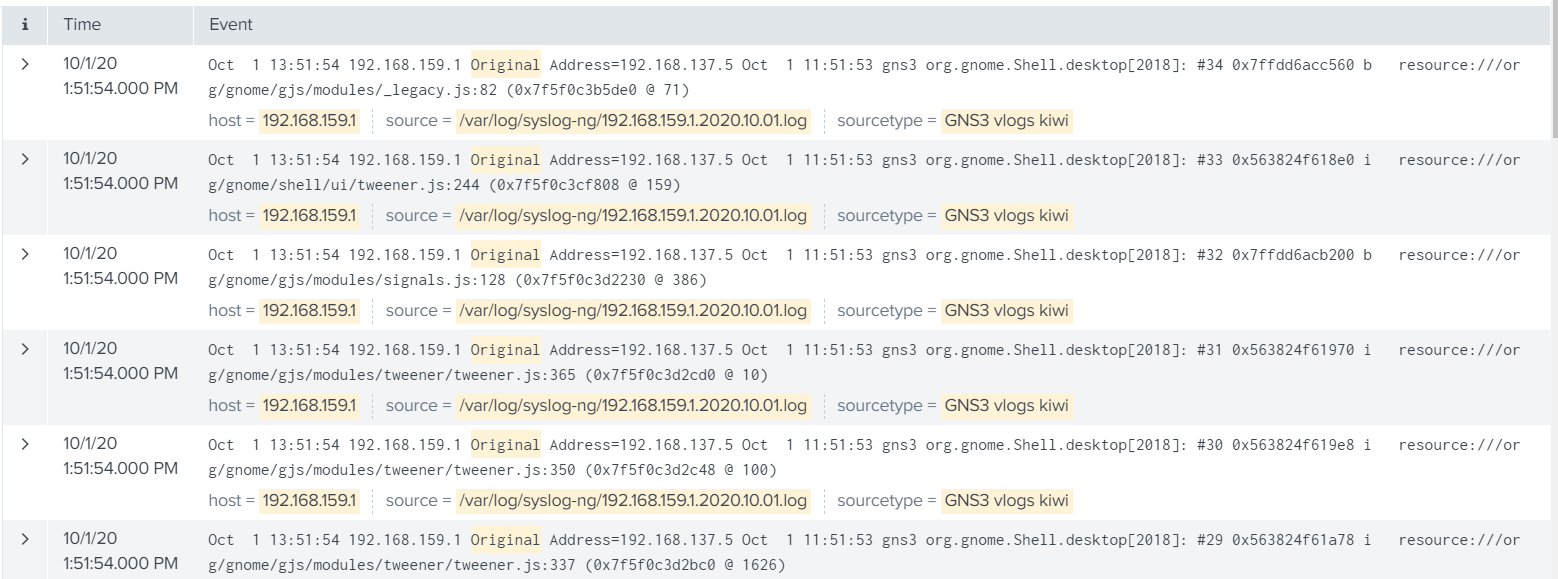 i Time Event
10/1/20
1:51:54.000 PM
Oct  1 13:51:54 192.168.159.1 Original Address=192.168.137.5 Oct  1 11:51:53 gns3 org.gnome.Shell.desktop[2018]: #34 0x7ffdd6acc560 b   resource:///or
g/gnome/gjs/modules/_legacy.js:82 (0x7f5f0c3b5de0 @ 71)
host = 192.168.159.1 source = /var/log/syslog-ng/192.168.159.1.2020.10.01.log sourcetype = GNS3 vlogs kiwi
10/1/20
1:51:54.000 PM
Oct  1 13:51:54 192.168.159.1 Original Address=192.168.137.5 Oct  1 11:51:53 gns3 org.gnome.Shell.desktop[2018]: #33 0x563824f618e0 i   resource:///or
g/gnome/shell/ui/tweener.js:244 (0x7f5f0c3cf808 @ 159)
host = 192.168.159.1 source = /var/log/syslog-ng/192.168.159.1.2020.10.01.log sourcetype = GNS3 vlogs kiwi
10/1/20
1:51:54.000 PM
Oct  1 13:51:54 192.168.159.1 Original Address=192.168.137.5 Oct  1 11:51:53 gns3 org.gnome.Shell.desktop[2018]: #32 0x7ffdd6acb200 b   resource:///or
g/gnome/gjs/modules/signals.js:128 (0x7f5f0c3d2230 @ 386)
host = 192.168.159.1 source = /var/log/syslog-ng/192.168.159.1.2020.10.01.log sourcetype = GNS3 vlogs kiwi
10/1/20
1:51:54.000 PM
Oct  1 13:51:54 192.168.159.1 Original Address=192.168.137.5 Oct  1 11:51:53 gns3 org.gnome.Shell.desktop[2018]: #31 0x563824f61970 i   resource:///or
g/gnome/gjs/modules/tweener/tweener.js:365 (0x7f5f0c3d2cd0 @ 10)
host = 192.168.159.1 source = /var/log/syslog-ng/192.168.159.1.2020.10.01.log sourcetype = GNS3 vlogs kiwi
10/1/20
1:51:54.000 PM
Oct  1 13:51:54 192.168.159.1 Original Address=192.168.137.5 Oct  1 11:51:53 gns3 org.gnome.Shell.desktop[2018]: #30 0x563824f619e8 i   resource:///or
g/gnome/gjs/modules/tweener/tweener.js:350 (0x7f5f0c3d2c48 @ 100)
host = 192.168.159.1 source = /var/log/syslog-ng/192.168.159.1.2020.10.01.log sourcetype = GNS3 vlogs kiwi
10/1/20
1:51:54.000 PM
Oct  1 13:51:54 192.168.159.1 Original Address=192.168.137.5 Oct  1 11:51:53 gns3 org.gnome.Shell.desktop[2018]: #29 0x563824f61a78 i   resource:///or
g/gnome/gjs/modules/tweener/tweener.js:337 (0x7f5f0c3d2bc0 @ 1626)